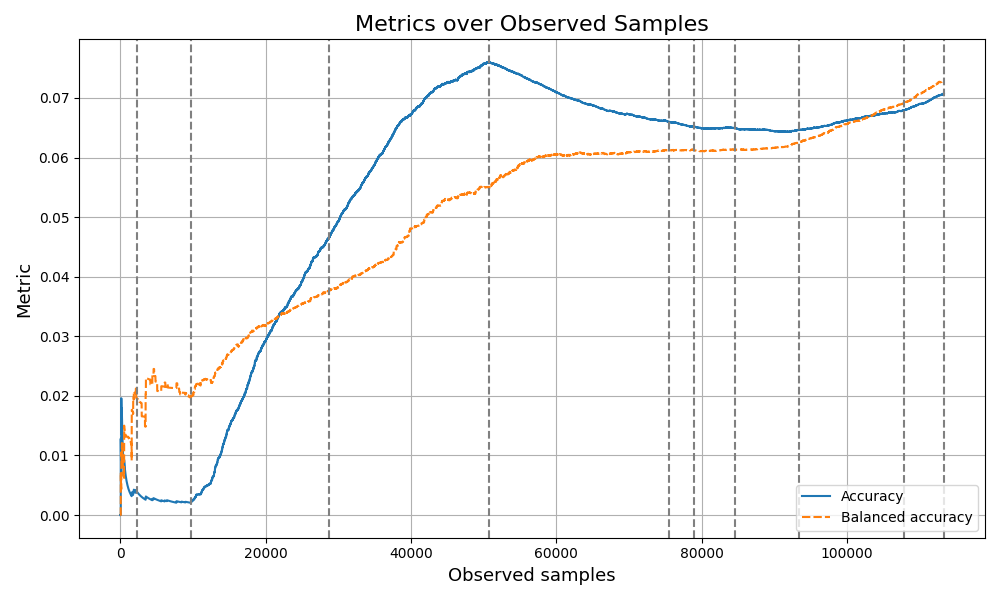 Metrics over Observed Samples
Metric
0.07
0.06
0.05
0.04
0.03
0.02
0.01
0.00
0
20000
40000
60000
80000
100000
Observed samples
Accuracy
Balanced accuracy